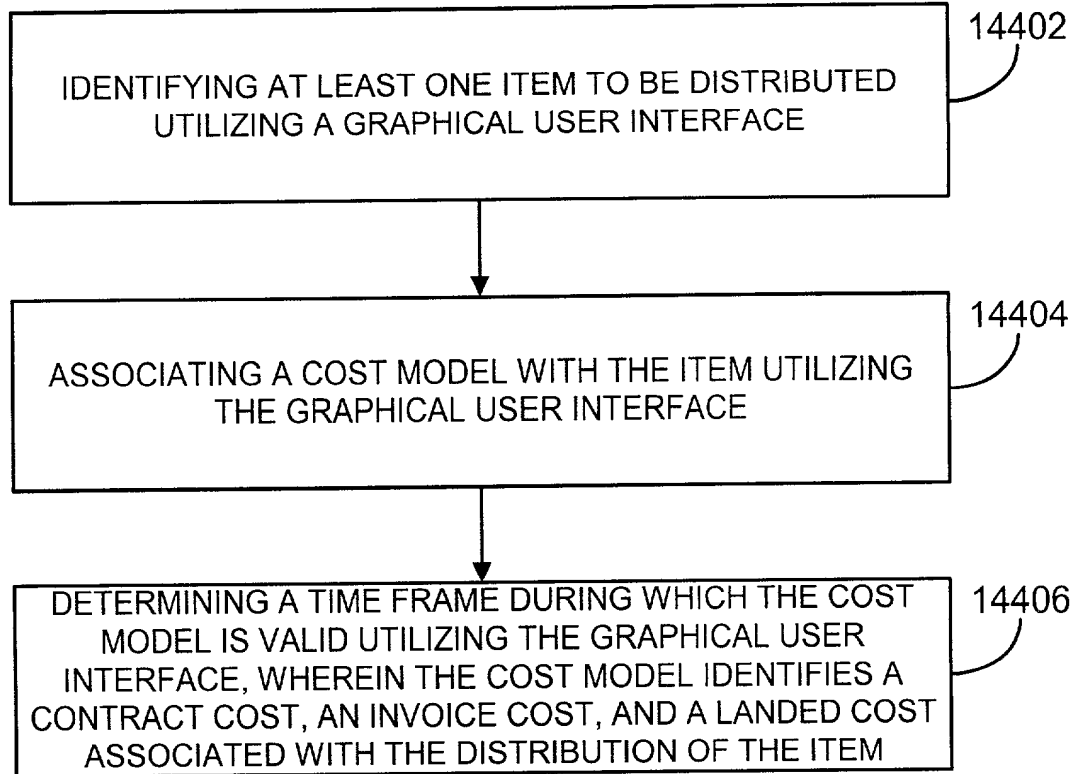 14402
IDENTIFYING AT LEAST ONE ITEM TO BE DISTRIBUTED
UTILIZING A GRAPHICAL USER INTERFACE
14404
ASSOCIATING A COST MODEL WITH THE ITEM UTILIZING
THE GRAPHICAL USER INTERFACE
14406
DETERMINING A TIME FRAME DURING WHICH THE COST
MODEL IS VALID UTILIZING THE GRAPHICAL USER
INTERFACE, WHEREIN THE COST MODEL IDENTIFIES A
CONTRACT COST, AN INVOICE COST, AND A LANDED COST
ASSOCIATED WITH THE DISTRIBUTION OF THE ITEM